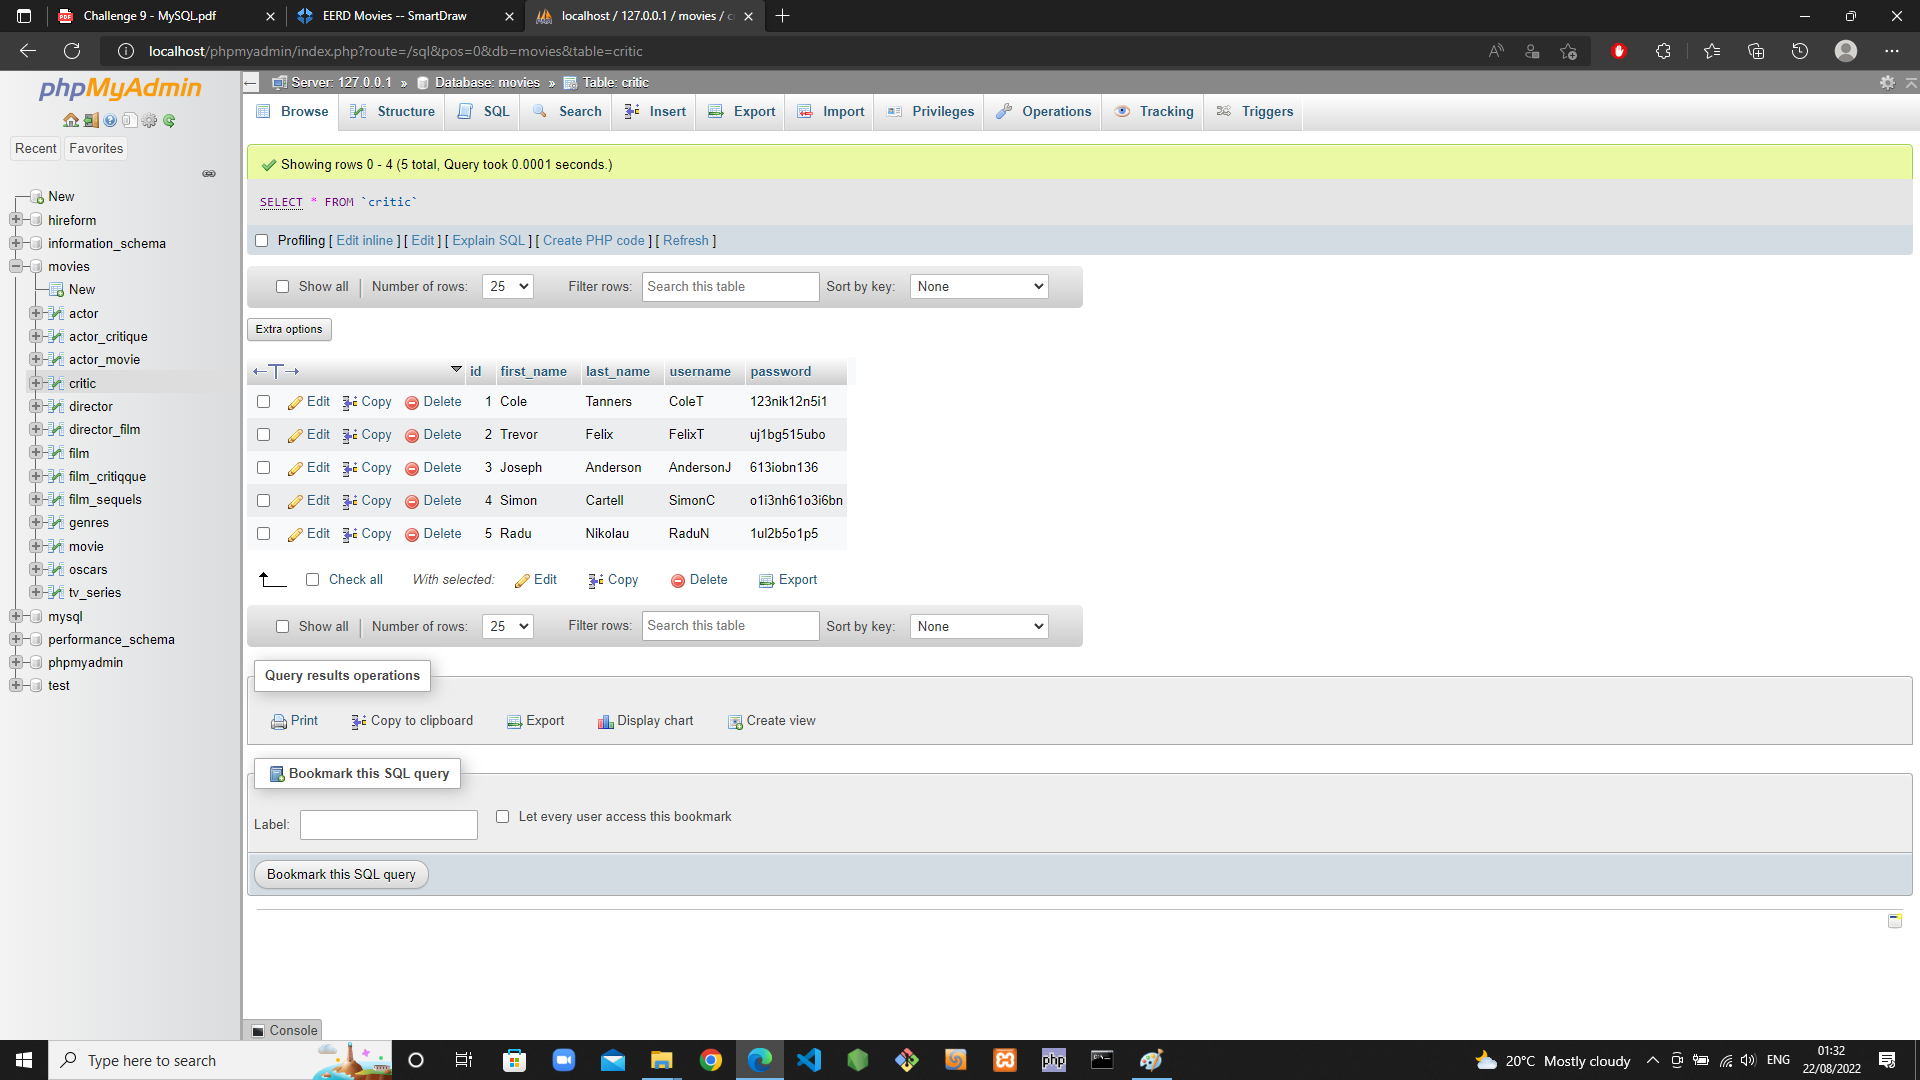 Challenge 9 - MySQL.pdf
EERD Movies -- SmartDraw
localhost / 127.0.0.1 / movies / c
localhost/phpmyadmin/index.php?route=/sql&pos=0&db=movies&table=critic
phpMyAdmin
Recent Favorites
New
hireform
information_schema
movies
New
actor
actor_critique
actor_movie
critic
director
director_film
film
film_critiqque
film_sequels
genres
movie
oscars
tv_series
mysql
performance_schema
phpmyadmin
test
Server: 127.0.0.1 » Database: movies » Table: critic
Browse Structure SQL Search Insert Export Import Privileges Operations Tracking Triggers
Showing rows 0 - 4 (5 total, Query took 0.0001 seconds.)
SELECT * FROM `critic`
Profiling [ Edit inline ] [ Edit ] [ Explain SQL ] [ Create PHP code ] [ Refresh ]
Show all | Number of rows: 25 Filter rows: Search this table Sort by key: None
Extra options
id first_name last_name username password
Edit Copy Delete 1 Cole Tanners ColeT 123nik12n5i1
Edit Copy Delete 2 Trevor Felix FelixT uj1bg515ubo
Edit Copy Delete 3 Joseph Anderson AndersonJ 613iobn136
Edit Copy Delete 4 Simon Cartell SimonC o1i3nh61o3i6bn
Edit Copy Delete 5 Radu Nikolau RaduN 1ul2b5o1p5
Check all With selected: Edit Copy Delete Export
Show all | Number of rows: 25 Filter rows: Search this table Sort by key: None
Query results operations
Print Copy to clipboard Export Display chart Create view
Bookmark this SQL query
Label: Let every user access this bookmark
Bookmark this SQL query
Console
Type here to search
php
20°C Mostly cloudy
ENG
01:32
22/08/2022